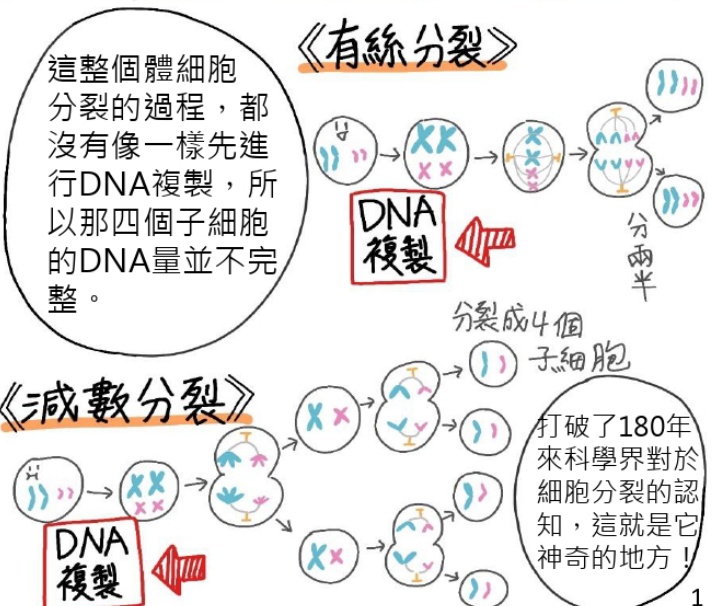 《有絲分裂》
這整個體細胞
分裂的過程，都
沒有像一樣先進
行DNA複製，所
以那四個子細胞
的DNA量並不完
整。
DNA
複製
分兩半
分裂成4個
子細胞
《減數分裂》
DNA
複製
打破了180年
來科學界對於
細胞分裂的認
知，這就是它
神奇的地方！
1